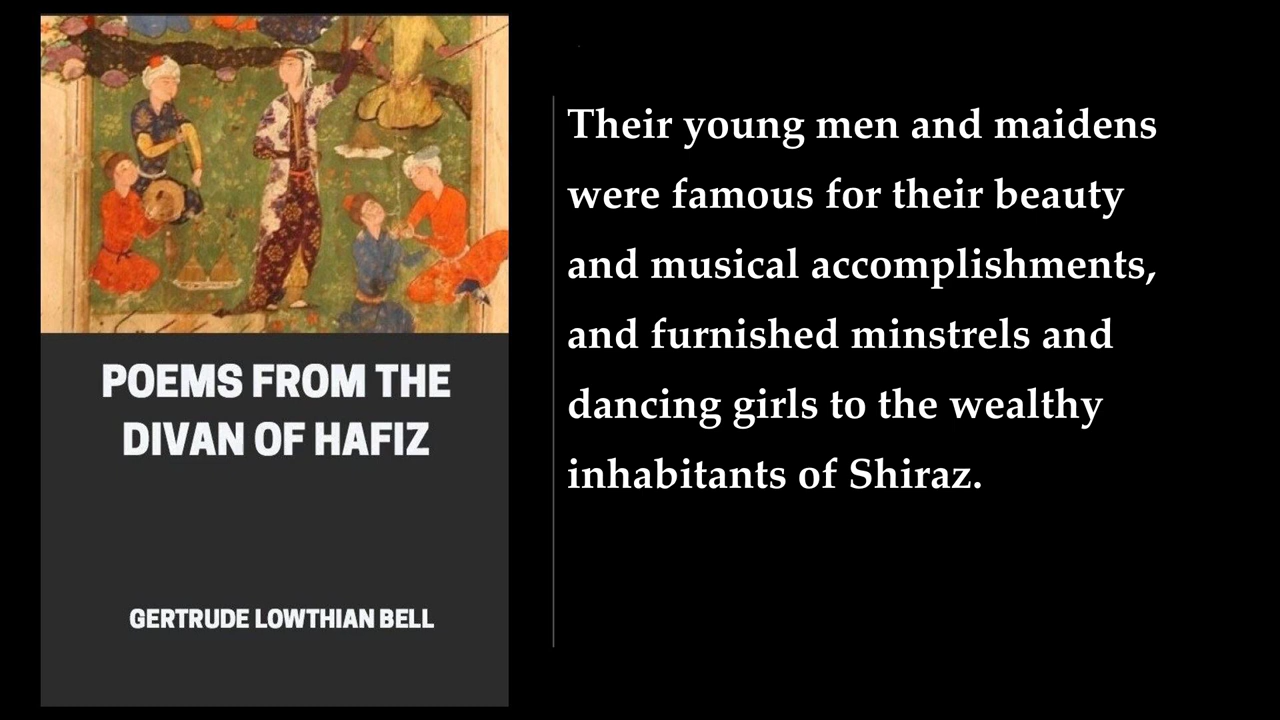 POEMS FROM THE
DIVAN OF HAFIZ
GERTRUDE LOWTHIAN BELL
Their young men and maidens
were famous for their beauty
and musical accomplishments,
and furnished minstrels and
dancing girls to the wealthy
inhabitants of Shiraz.